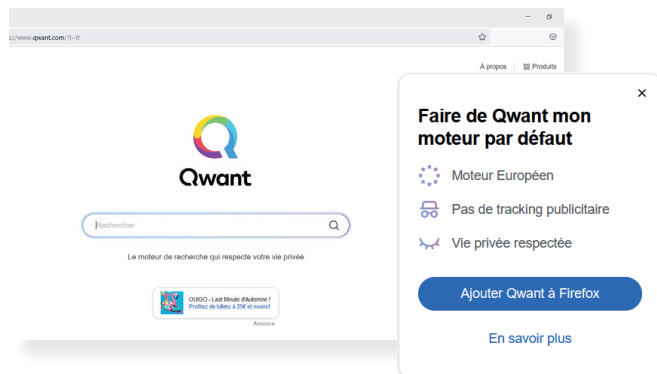 ://www.qwant.com/?l=fr
À propos
Produits
Qwant
Rechercher
Le moteur de recherche qui respecte votre vie privée
OUIGO - Last Minute d'Automne !
Profitez de billets à 25€ et moins!
Annonce
Faire de Qwant mon
moteur par défaut
Moteur Européen
Pas de tracking publicitaire
Vie privée respectée
Ajouter Qwant à Firefox
En savoir plus